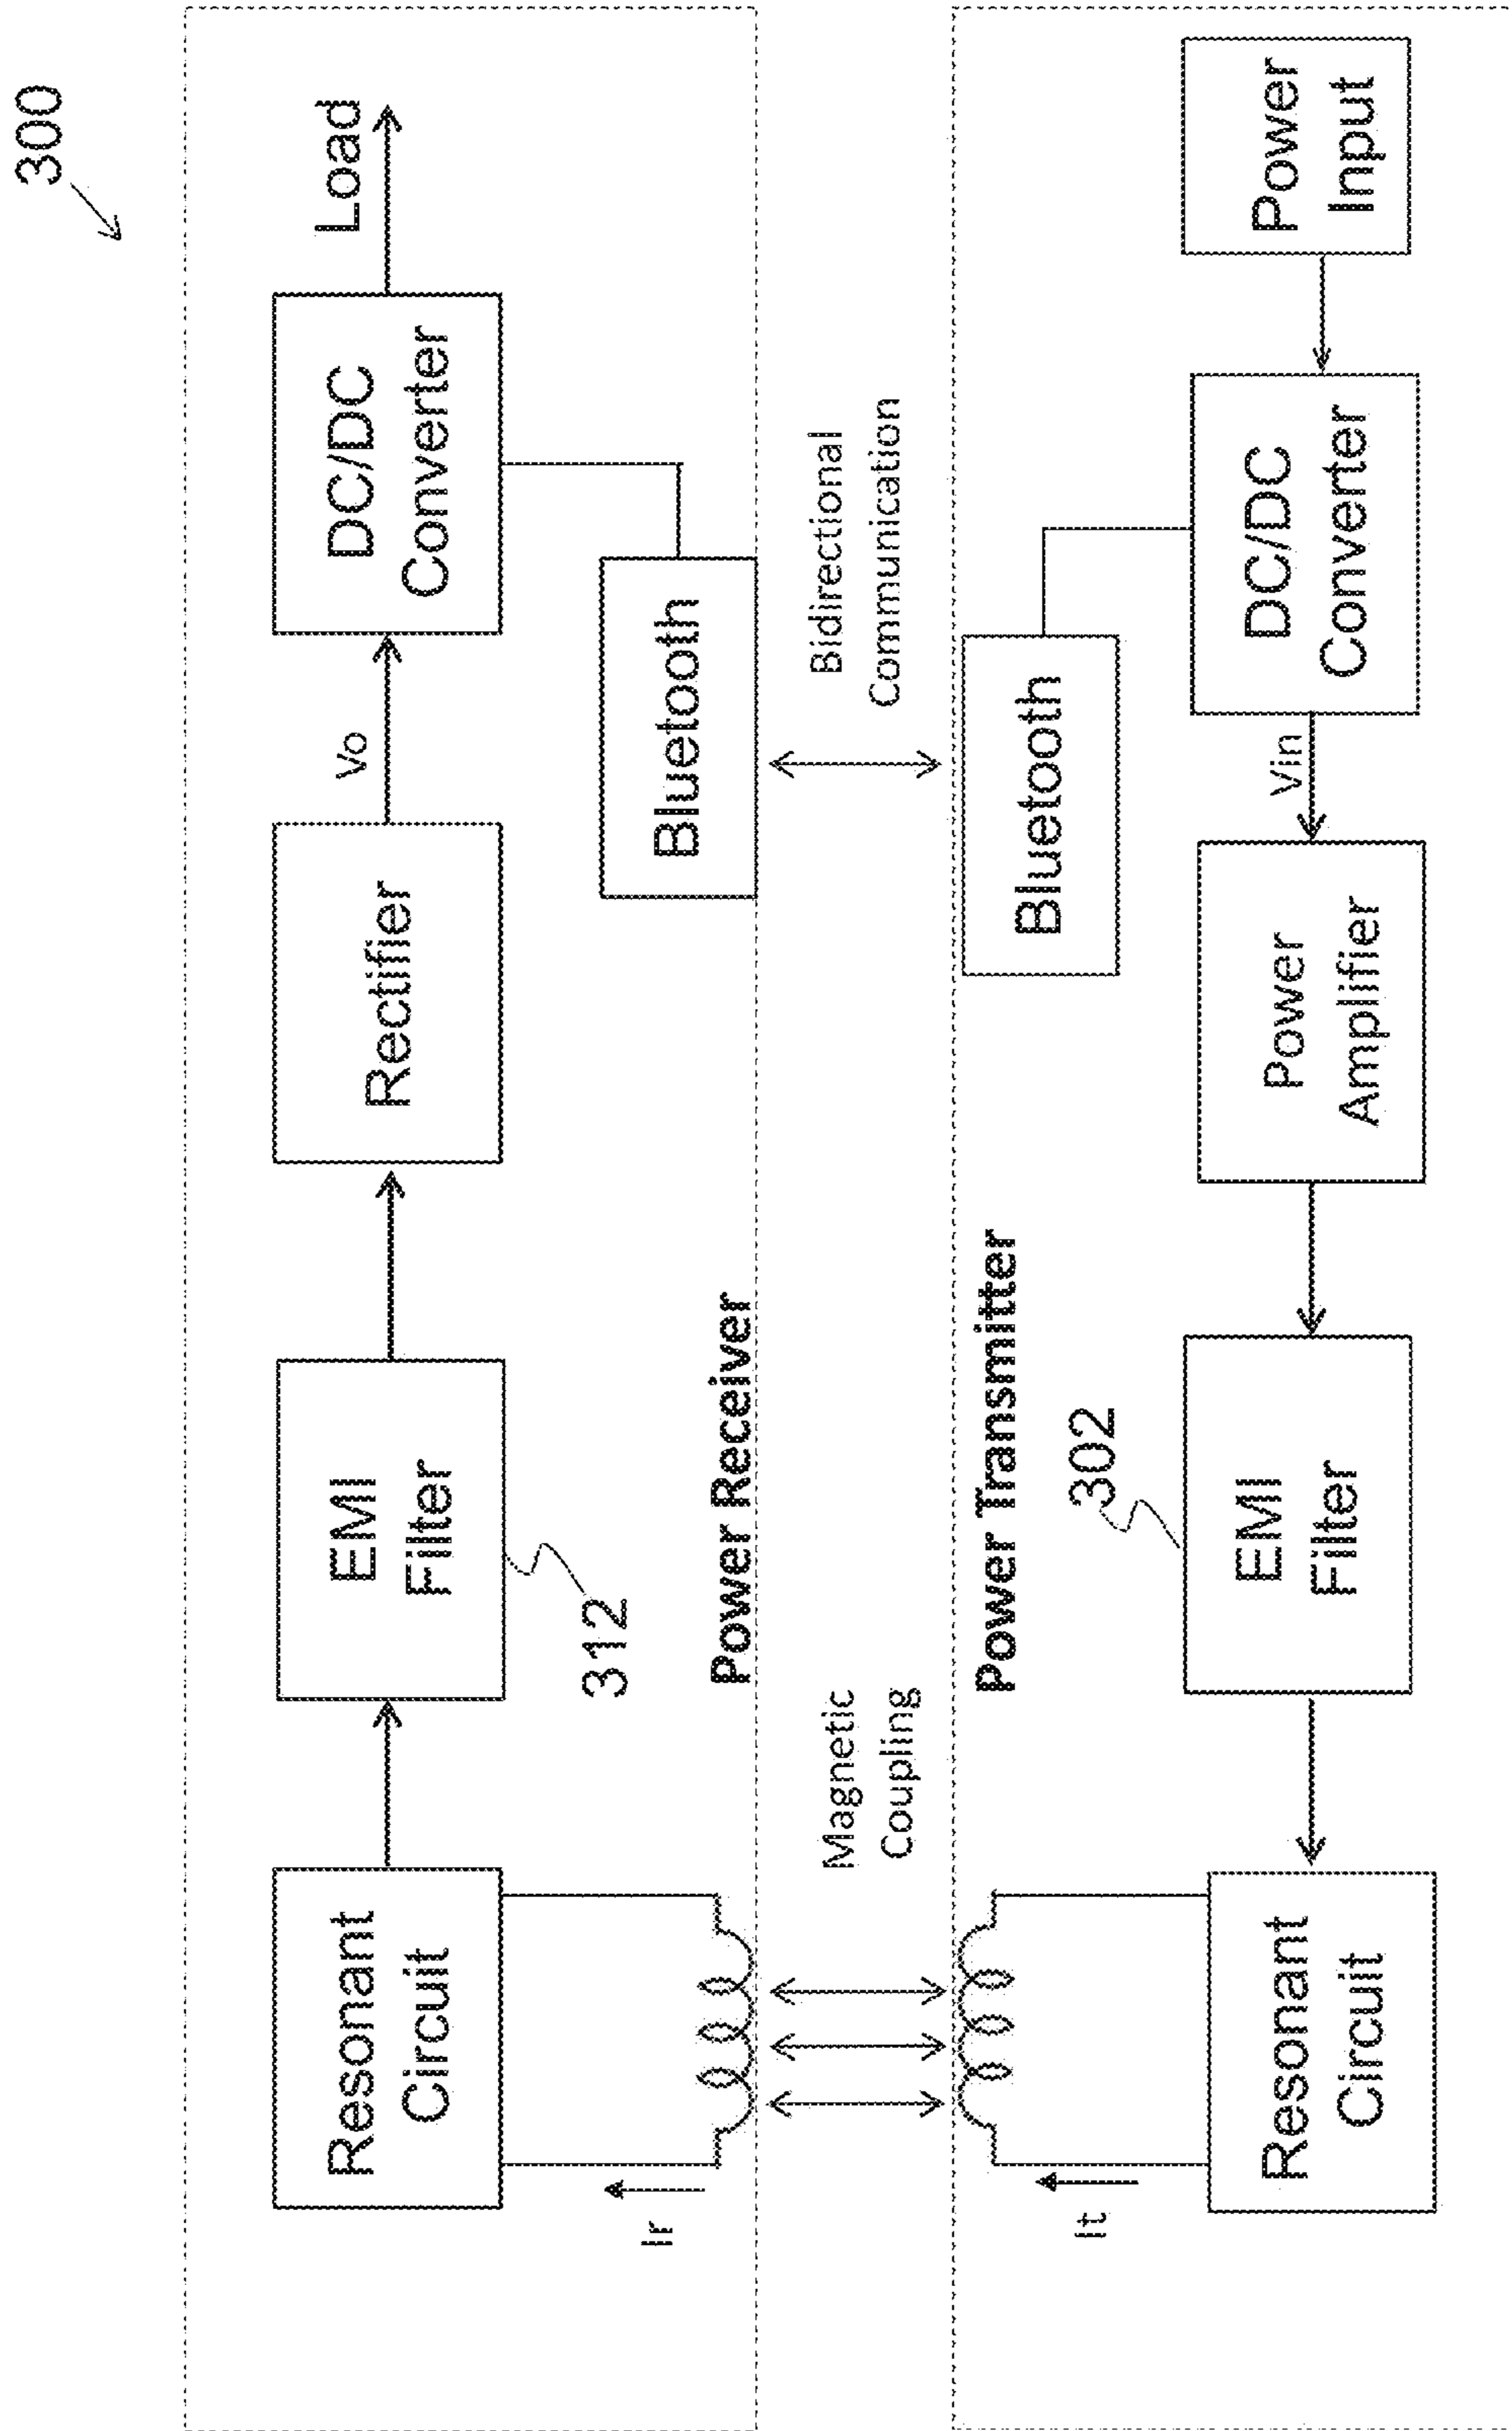 300
Resonant
Circuit
EMI
Filter
312
Rectifier
Vo
DC/DC
Converter
Load
Ir
Bluetooth
Power Receiver
Magnetic
Coupling
Bidirectional
Communication
Power Transmitter
Bluetooth
It
302
Resonant
Circuit
EMI
Filter
Power
Amplifier
Vin
DC/DC
Converter
Power
Input